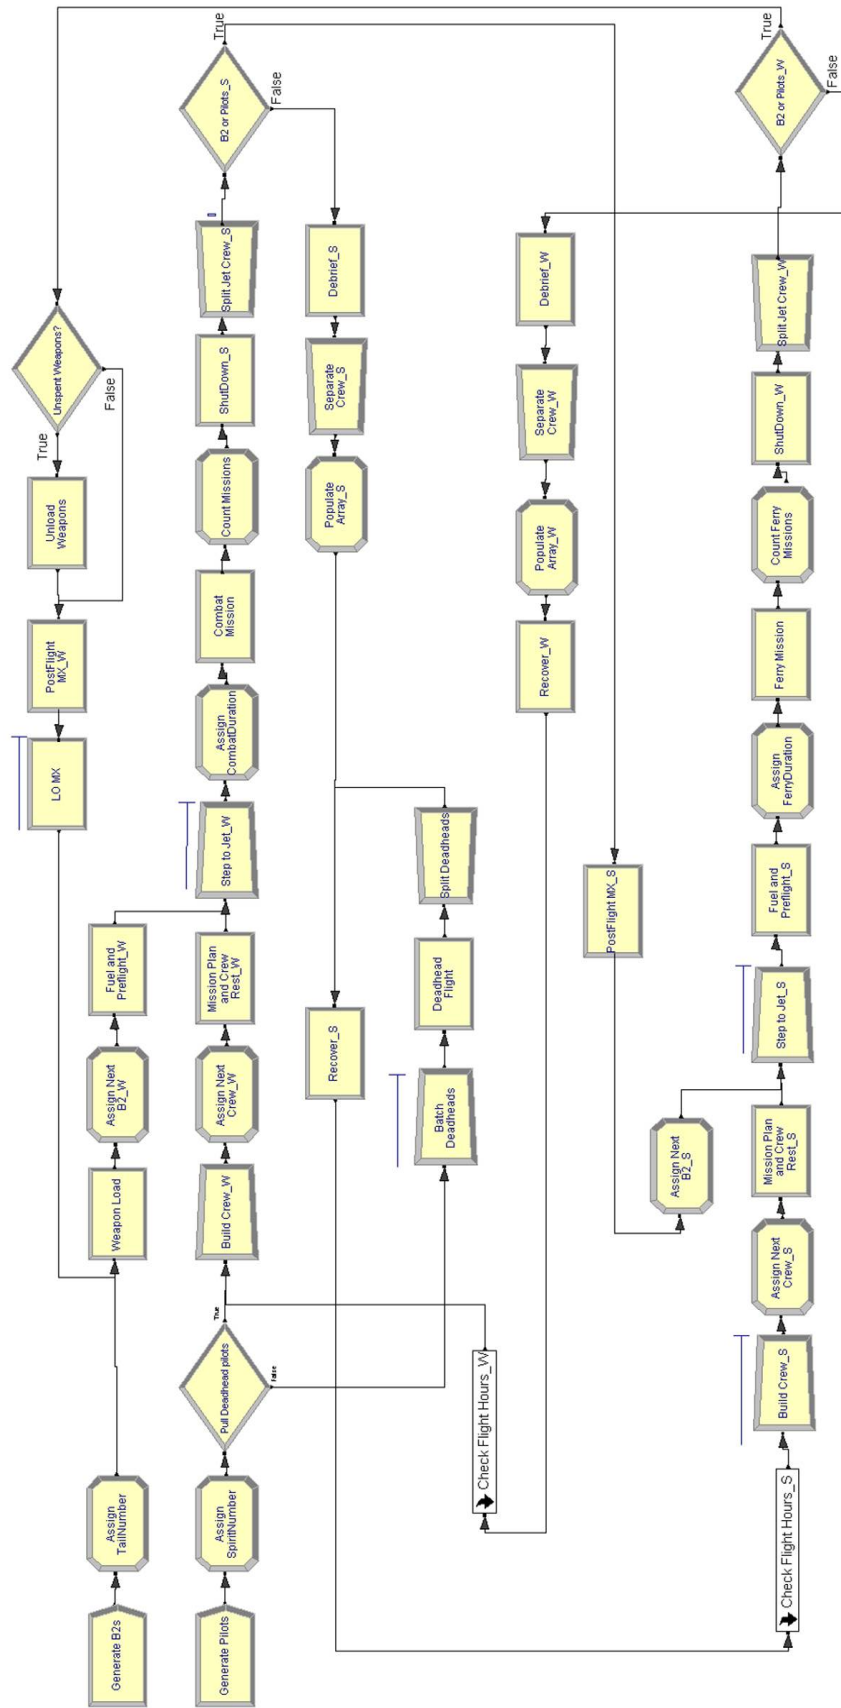 Generate B2s
Assign
TailNumber
Weapon Load
Assign Next
B2_W
Fuel and
Preflight_W
LO MX
PostFlight
MX_W
Unload
Weapons
True
Unspent Weapons?
False
Generate Pilots
Assign
SpiritNumber
Pull Deadhead pilots
True
False
Build Crew_W
Assign Next
Crew_W
Mission Plan
and Crew
Rest_W
Step to Jet_W
Assign
CombatDuration
Combat
Mission
Count Missions
ShutDown_S
Split Jet Crew_S
B2 or Pilots_S
True
False
Recover_S
Populate
Array_S
Separate
Crew_S
Debrief_S
Batch
Deadheads
Deadhead
Flight
Split Deadheads
Check Flight Hours_W
Recover_W
Populate
Array_W
Separate
Crew_W
Debrief_W
PostFlight MX_S
Assign Next
B2_S
Check Flight Hours_S
Build Crew_S
Assign Next
Crew_S
Mission Plan
and Crew
Rest_S
Step to Jet_S
Fuel and
Preflight_S
Assign
FerryDuration
Ferry Mission
Count Ferry
Missions
ShutDown_W
Split Jet Crew_W
B2 or Pilots_W
True
False